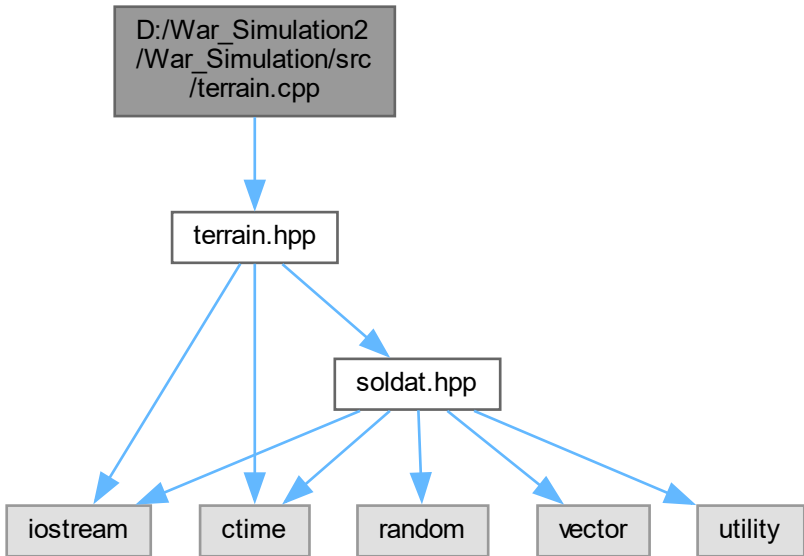 D:/War_Simulation2
/War_Simulation/src
/terrain.cpp
terrain.hpp
soldat.hpp
iostream
ctime
random
vector
utility